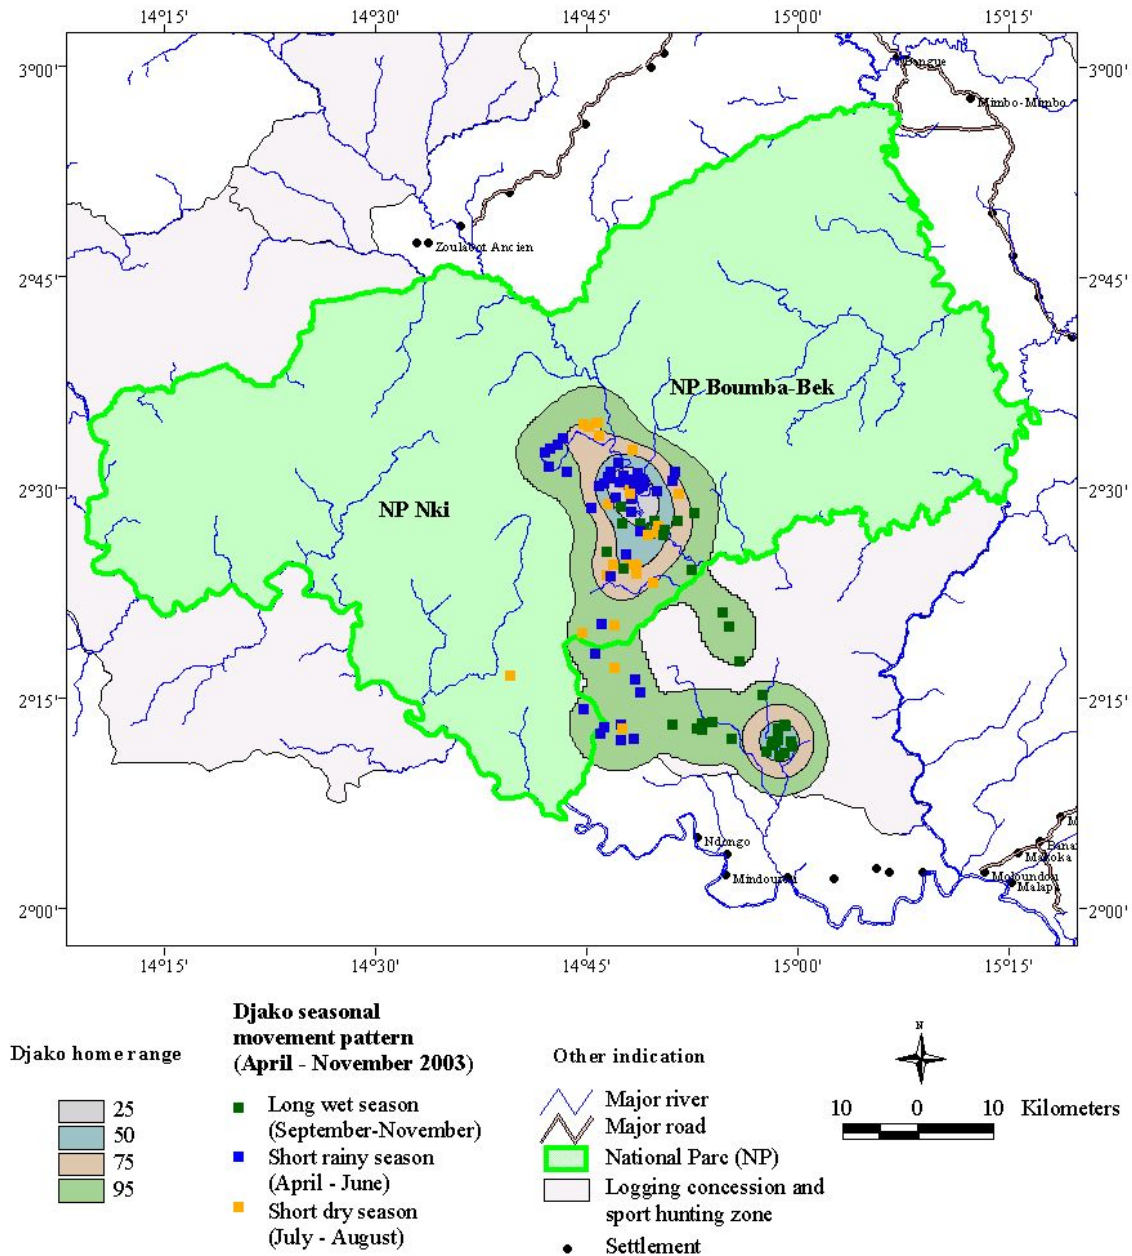 14°15' 14°30' 14°45' 15°00' 15°15'
3°00' 3°00'
Bangue
Mimbo-Mimbo
Zoulabot Ancien
2°45' 2°45'
NP Boumba-Bek
2°30' 2°30'
NP Nki
2°15' 2°15'
Ndongo
Mindourou
M
Banan
Makoka
Moloundou
Malapa
2°00' 2°00'
14°15' 14°30' 14°45' 15°00' 15°15'
Djako home range
25
50
75
95
Djako seasonal
movement pattern
(April - November 2003)
Long wet season
(September-November)
Short rainy season
(April - June)
Short dry season
(July - August)
Other indication
Major river
Major road
National Parc (NP)
Logging concession and
sport hunting zone
Settlement
N
10 0 10 Kilometers